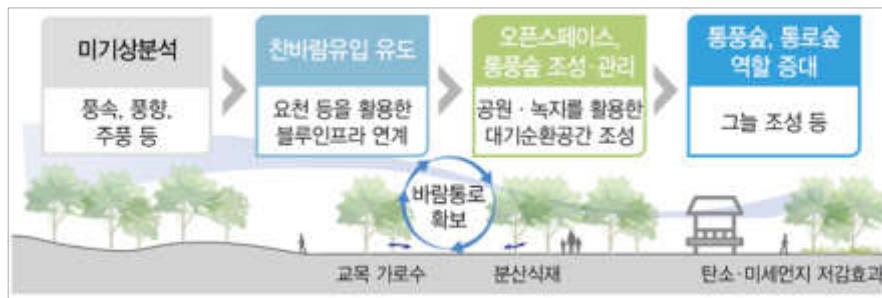 미기상분석
풍속, 풍향,
주풍 등
찬바람유입 유도
요천 등을 활용한
블루인프라 연계
오픈스페이스,
통풍숲 조성·관리
공원·녹지를 활용한
대기순환공간 조성
통풍숲, 통로숲
역할 증대
그늘 조성 등
바람통로
확보
교목 가로수
분산식재
탄소·미세먼지 저감효과